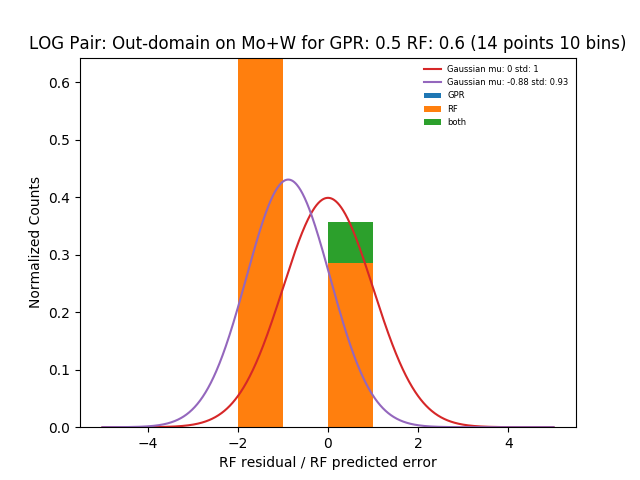 LOG Pair: Out-domain on Mo+W for GPR: 0.5 RF: 0.6 (14 points 10 bins)
Gaussian mu: 0 std: 1
Gaussian mu: -0.88 std: 0.93
GPR
RF
both
0.6
0.5
0.4
0.3
0.2
0.1
0.0
Normalized Counts
−4
−2
0
2
4
RF residual / RF predicted error